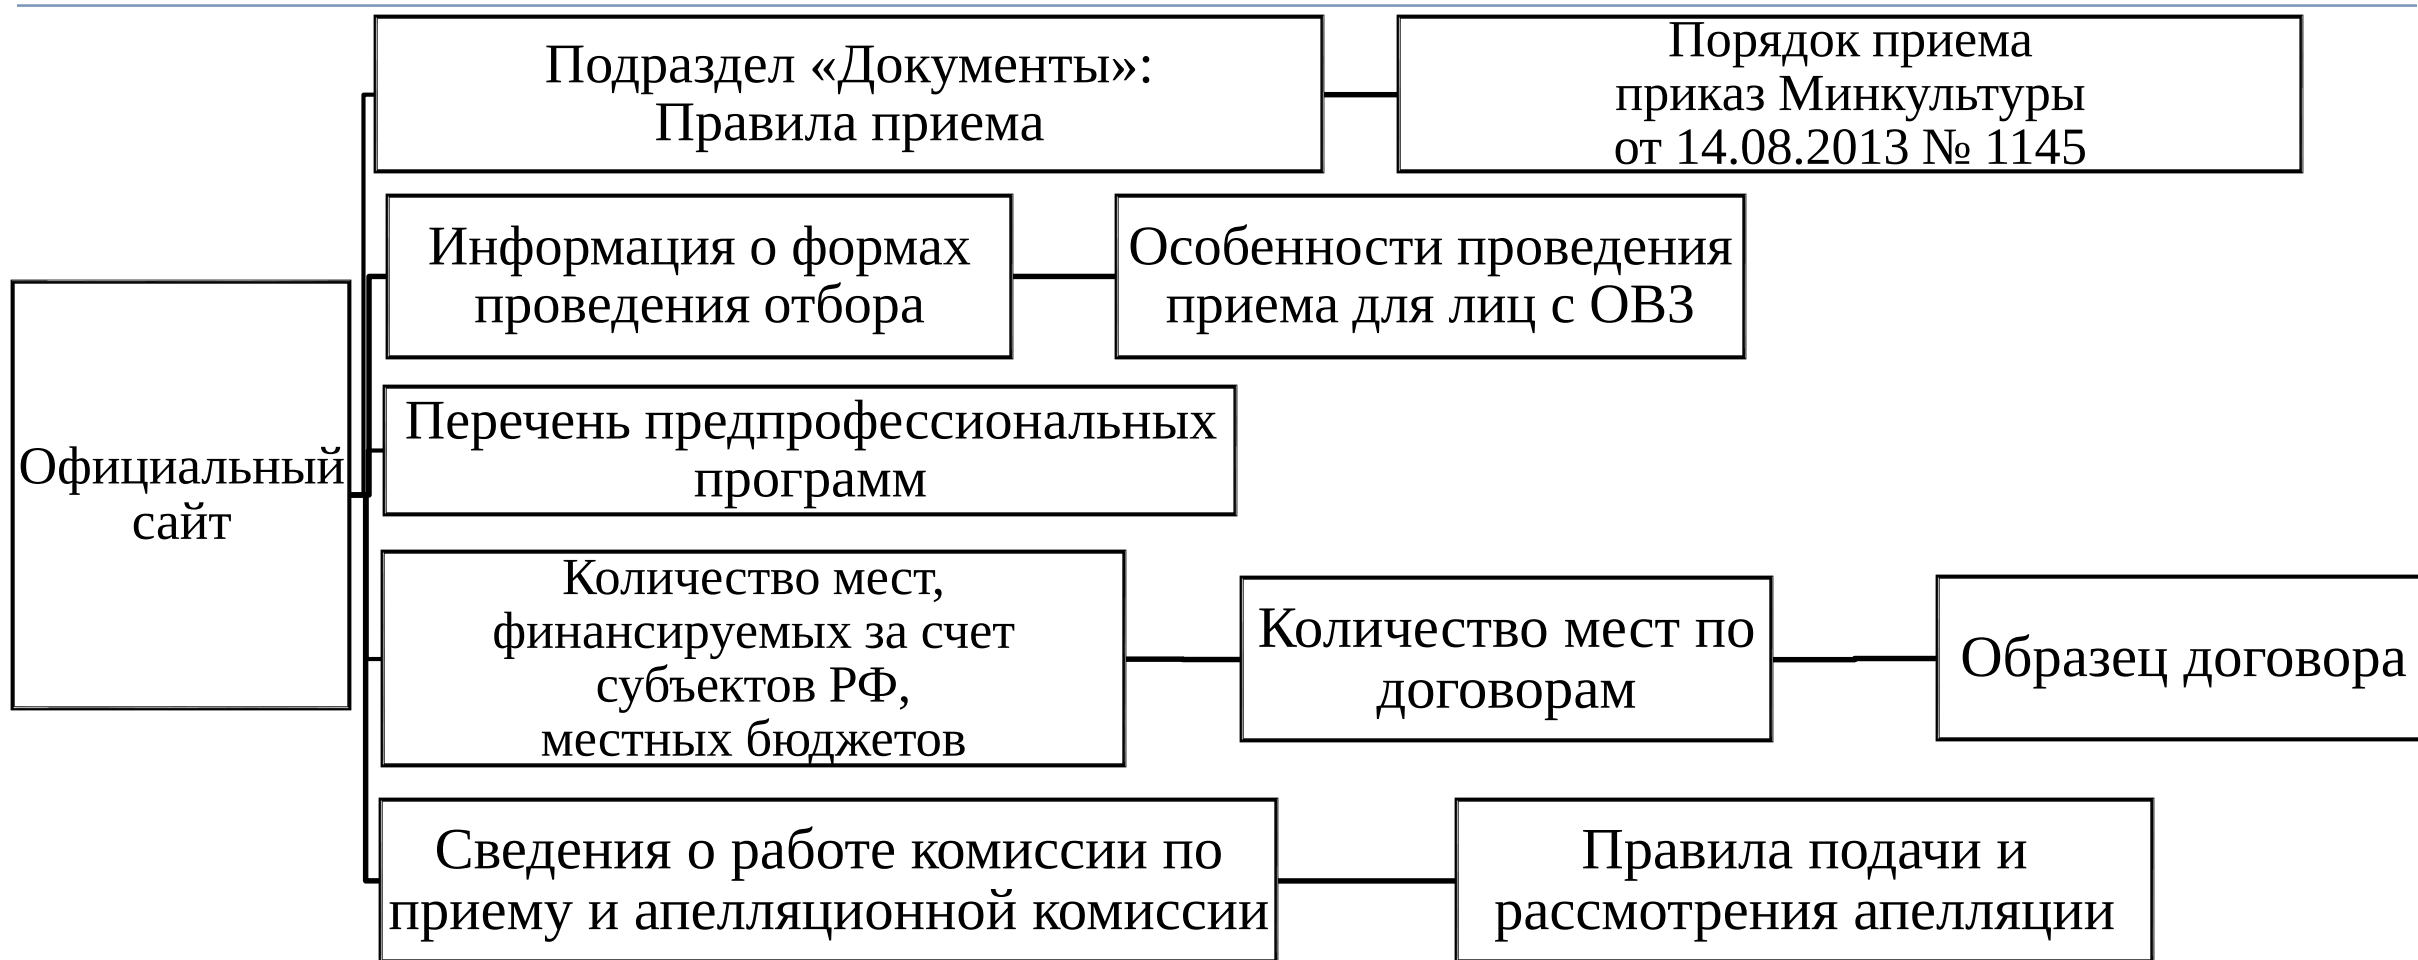 Подраздел «Документы»:
Правила приема
Порядок приема
приказ Минкультуры
от 14.08.2013 № 1145
Информация о формах
проведения отбора
Особенности проведения
приема для лиц с ОВЗ
Официальный
сайт
Перечень предпрофессиональных
программ
Количество мест,
финансируемых за счет
субъектов РФ,
местных бюджетов
Количество мест по
договорам
Образец договора
Сведения о работе комиссии по
приему и апелляционной комиссии
Правила подачи и
рассмотрения апелляции